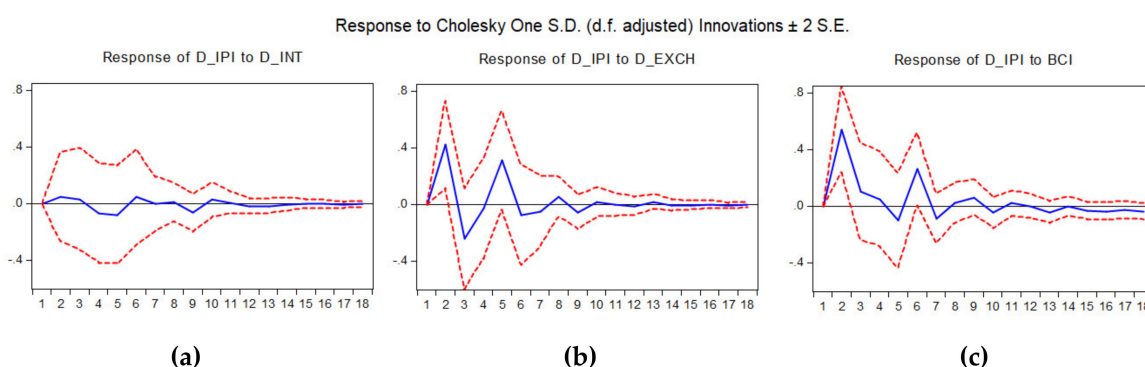 Response to Cholesky One S.D. (d.f. adjusted) Innovations ± 2 S.E.
Response of D_IPI to D_INT
.8
.4
.0
-.4
1 2 3 4 5 6 7 8 9 10 11 12 13 14 15 16 17 18
(a)
Response of D_IPI to D_EXCH
.8
.4
.0
-.4
1 2 3 4 5 6 7 8 9 10 11 12 13 14 15 16 17 18
(b)
Response of D_IPI to BCI
.8
.4
.0
-.4
1 2 3 4 5 6 7 8 9 10 11 12 13 14 15 16 17 18
(c)